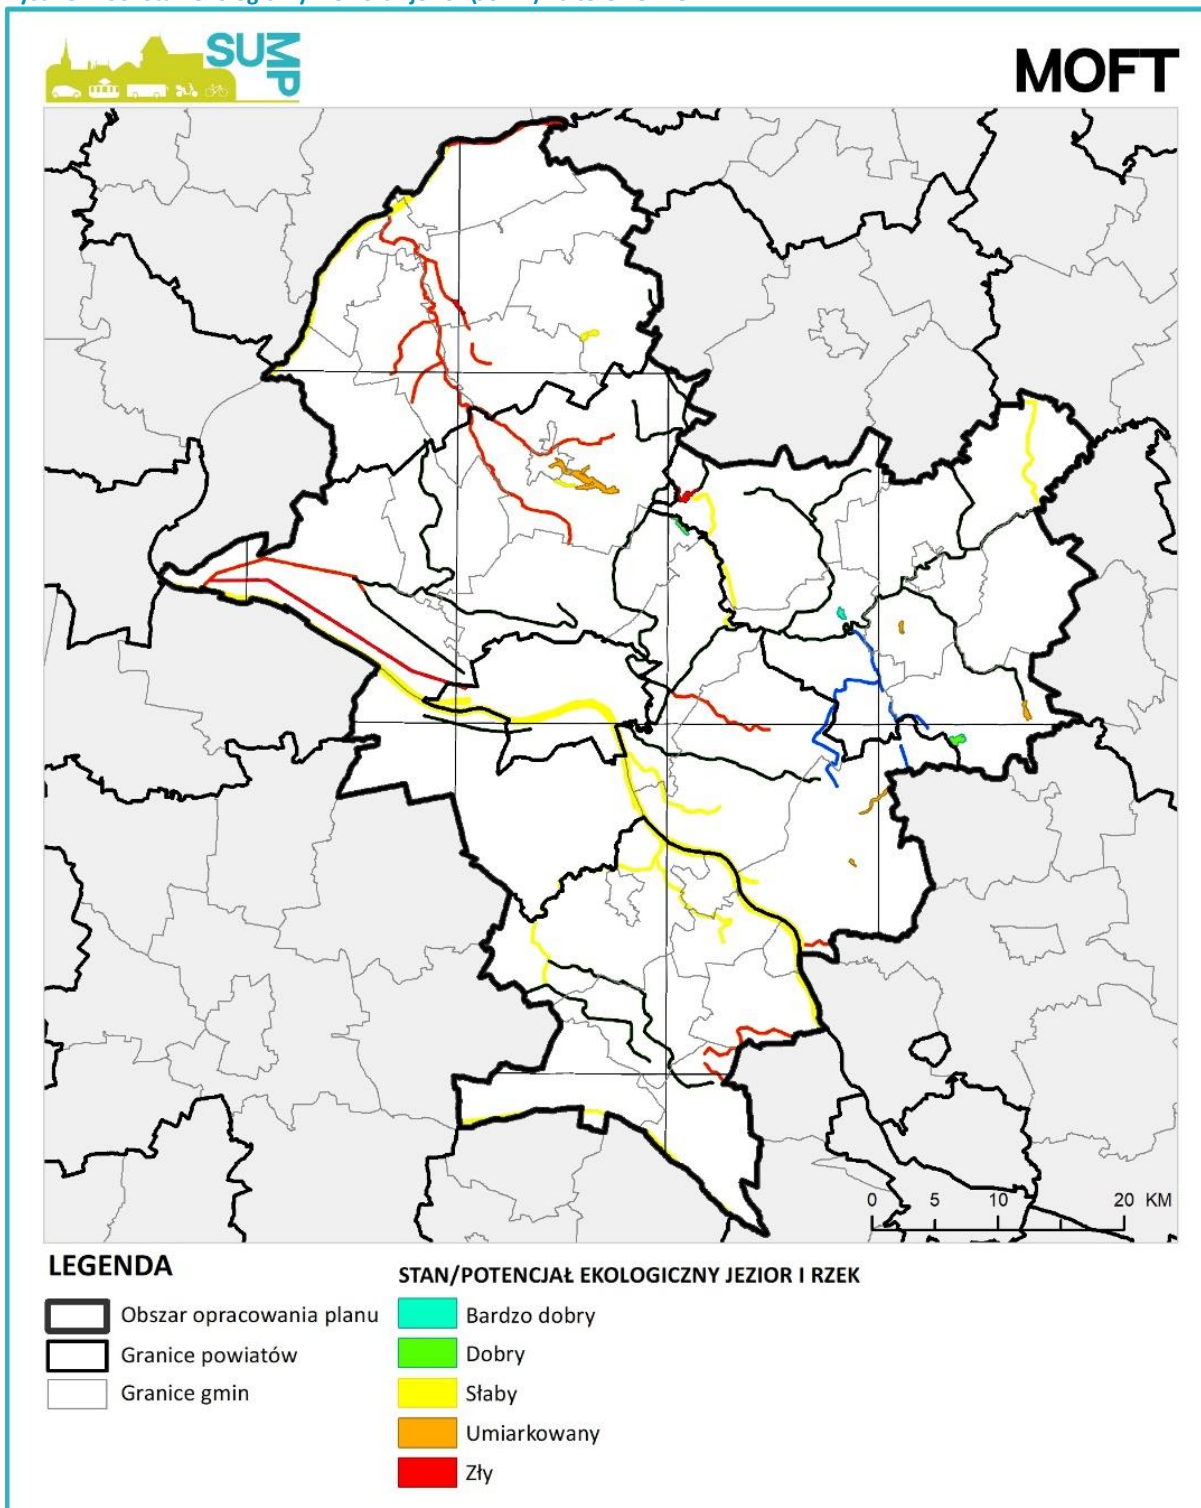 SUMP
MOFT
0 5 10 20 KM
LEGENDA
STAN/POTENCJAŁ EKOLOGICZNY JEZIOR I RZEK
Obszar opracowania planu
Granice powiatów
Granice gmin
Bardzo dobry
Dobry
Słaby
Umiarkowany
Zły